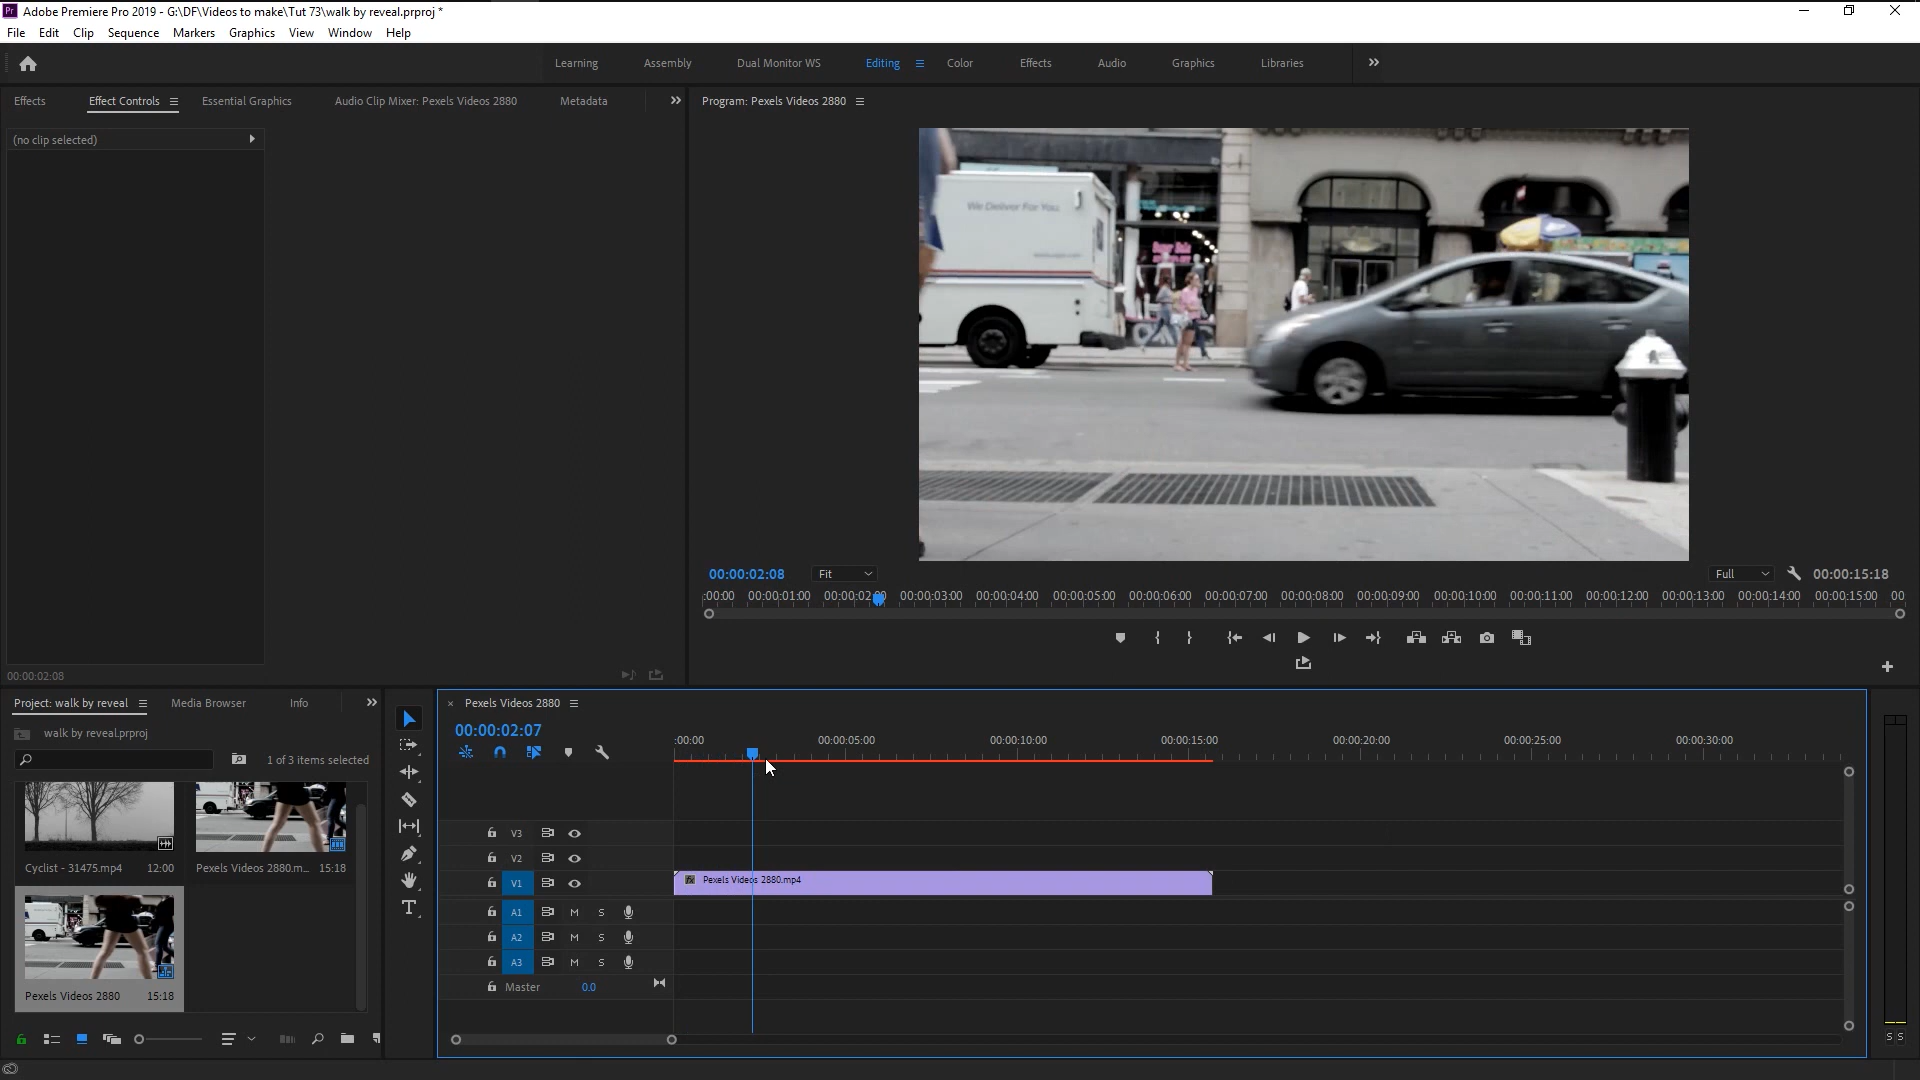 Pr Adobe Premiere Pro 2019 - G:\DF\Videos to make\Tut 73\walk by reveal.prproj *
File Edit Clip Sequence Markers Graphics View Window Help
Learning Assembly Dual Monitor WS Editing Color Effects Audio Graphics Libraries
Effects Effect Controls Essential Graphics Audio Clip Mixer: Pexels Videos 2880 Metadata
Program: Pexels Videos 2880
(no clip selected)
We Deliver For You
00:00:02:08 Fit Full 00:00:15:18
:00:00 00:00:01:00 00:00:02:00 00:00:03:00 00:00:04:00 00:00:05:00 00:00:06:00 00:00:07:00 00:00:08:00 00:00:09:00 00:00:10:00 00:00:11:00 00:00:12:00 00:00:13:00 00:00:14:00 00:00:15:00 00
00:00:02:08
Project: walk by reveal Media Browser Info
walk by reveal.prproj
1 of 3 items selected
Cyclist - 31475.mp4 12:00
Pexels Videos 2880.m... 15:18
Pexels Videos 2880 15:18
× Pexels Videos 2880
00:00:02:07
:00:00 00:00:05:00 00:00:10:00 00:00:15:00 00:00:20:00 00:00:25:00 00:00:30:00
V3
V2
V1
fx Pexels Videos 2880.mp4
A1 M S
A2 M S
A3 M S
Master 0.0
S S